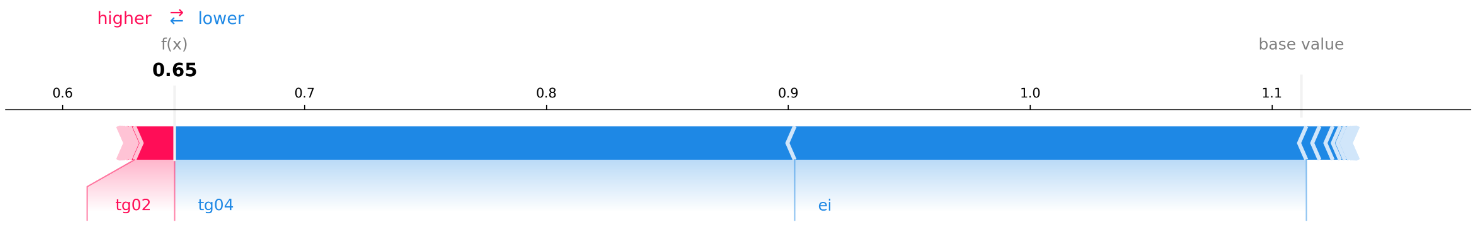 higher ⇄ lower
f(x)
base value
0.65
0.6 0.7 0.8 0.9 1.0 1.1
tg02 tg04 ei